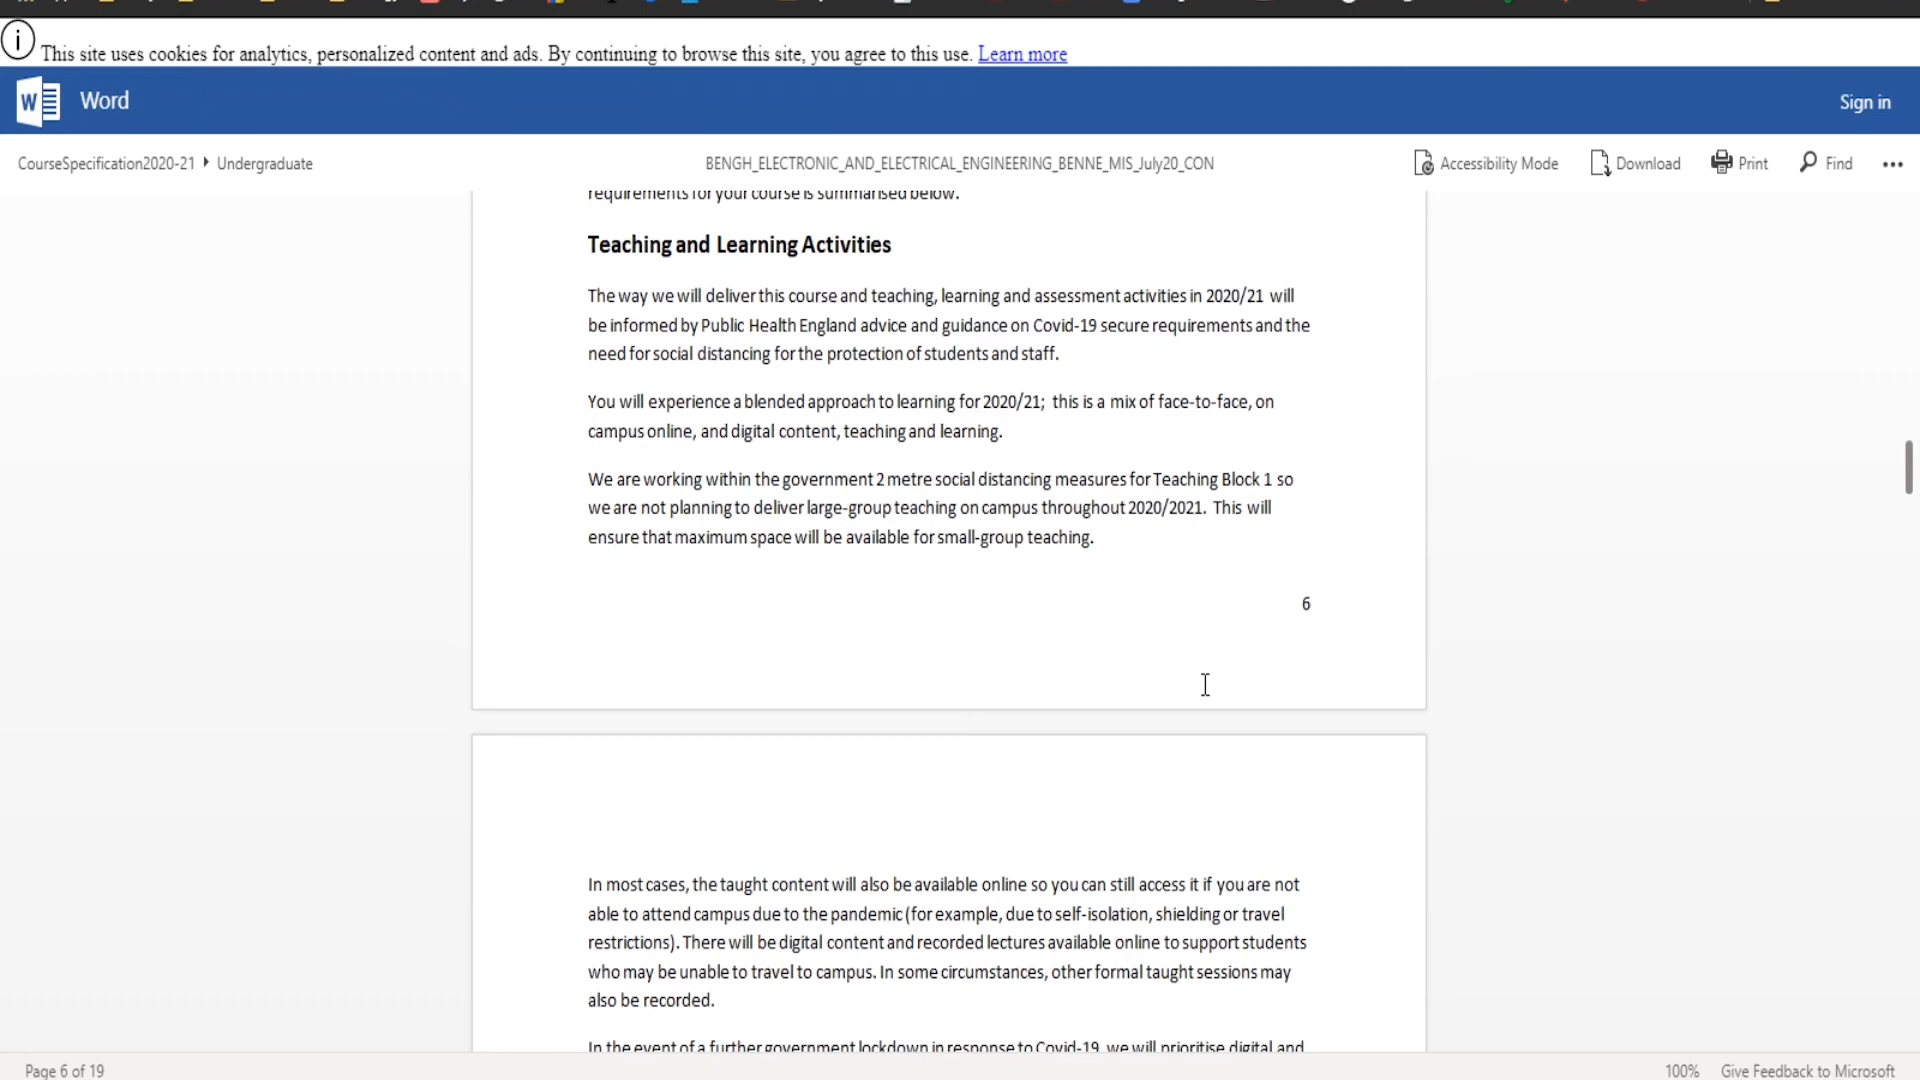 This site uses cookies for analytics, personalized content and ads. By continuing to browse this site, you agree to this use. Learn more
W Word Sign in
CourseSpecification2020-21 Undergraduate BENGH_ELECTRONIC_AND_ELECTRICAL_ENGINEERING_BENNE_MIS_July20_CON Accessibility Mode Download Print Find
requirements for your course is summarised below.
Teaching and Learning Activities
The way we will deliver this course and teaching, learning and assessment activities in 2020/21 will
be informed by Public Health England advice and guidance on Covid-19 secure requirements and the
need for social distancing for the protection of students and staff.
You will experience a blended approach to learning for 2020/21; this is a mix of face-to-face, on
campus online, and digital content, teaching and learning.
We are working within the government 2 metre social distancing measures for Teaching Block 1 so
we are not planning to deliver large-group teaching on campus throughout 2020/2021. This will
ensure that maximum space will be available for small-group teaching.
6
In most cases, the taught content will also be available online so you can still access it if you are not
able to attend campus due to the pandemic (for example, due to self-isolation, shielding or travel
restrictions). There will be digital content and recorded lectures available online to support students
who may be unable to travel to campus. In some circumstances, other formal taught sessions may
also be recorded.
In the event of a further government lockdown in response to Covid-19, we will prioritise digital and
Page 6 of 19 100% Give Feedback to Microsoft